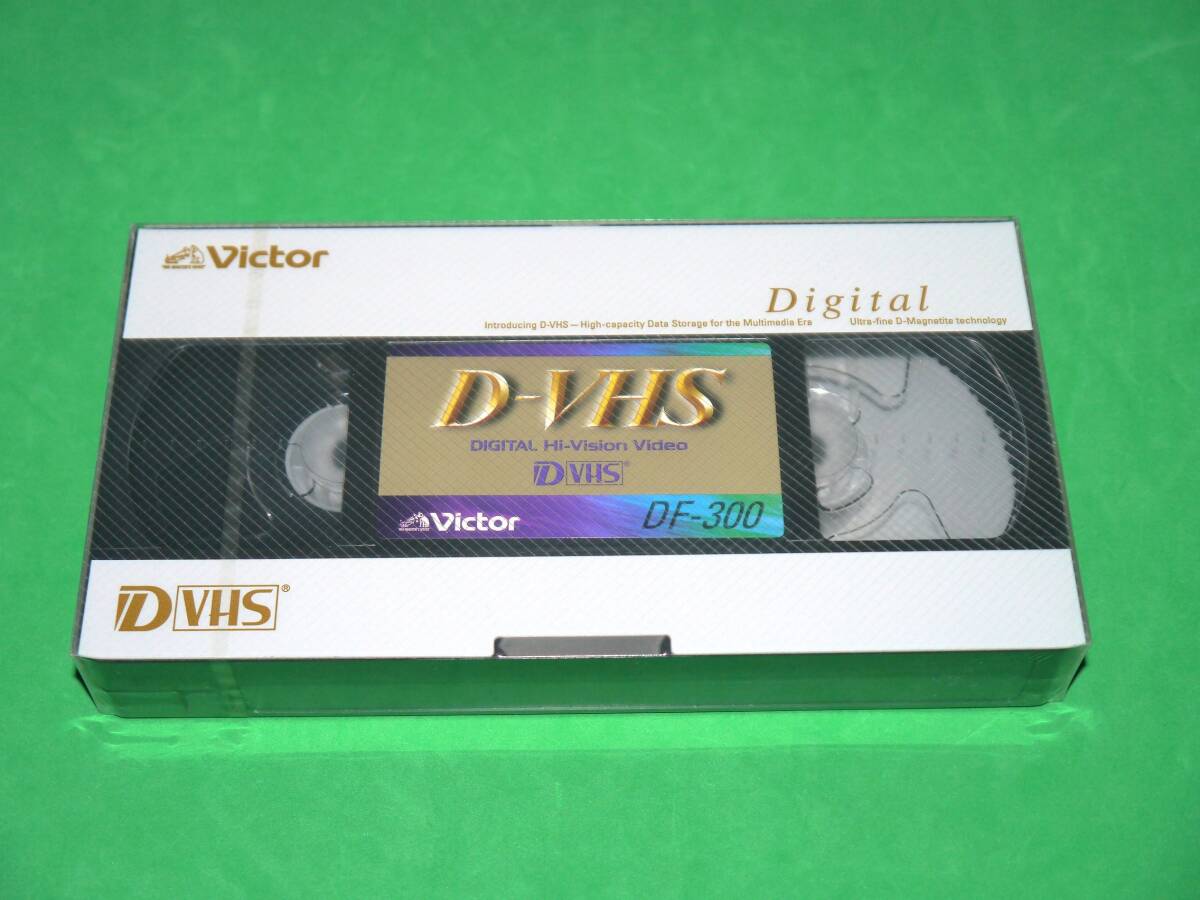 Victor
Digital
Introducing D-VHS — High-capacity Data Storage for the Multimedia Era
Ultra-fine D-Magnetite technology
D-VHS
DIGITAL Hi-Vision Video
D VHS®
Victor
DF-300
D VHS®